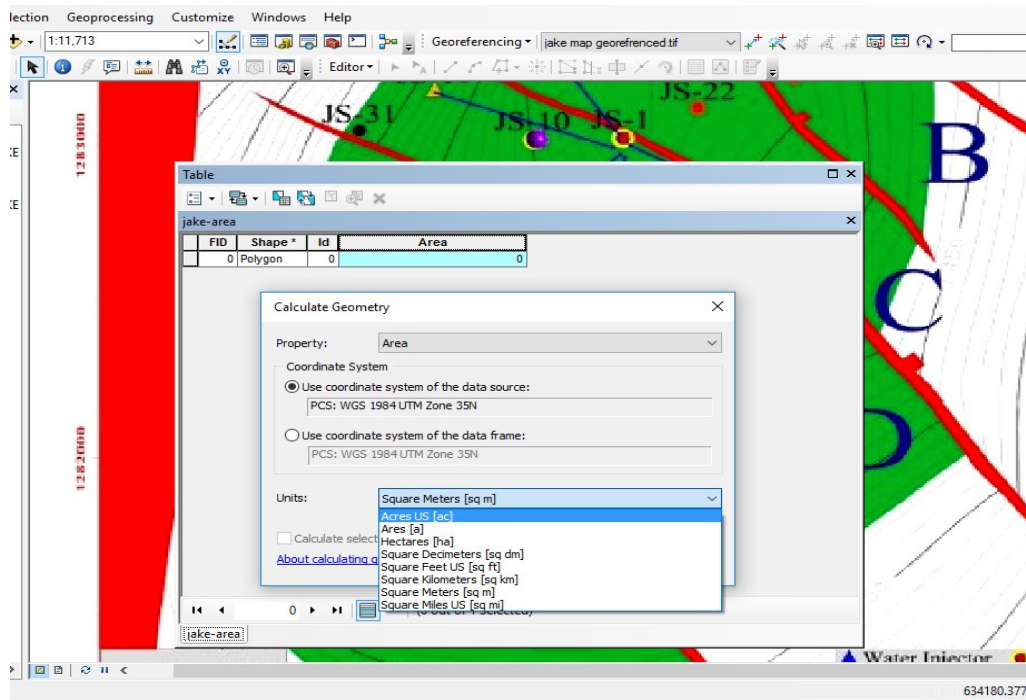 lection Geoprocessing Customize Windows Help
1:11,713 Georeferencing jake map georefrenced.tif
Editor
JS-31 JS-10 JS-1 JS-22
1283000
B
C
D
1282000
Table
jake-area
FID Shape * Id Area
0 Polygon 0 0
Calculate Geometry
Property: Area
Coordinate System
Use coordinate system of the data source:
PCS: WGS 1984 UTM Zone 35N
Use coordinate system of the data frame:
PCS: WGS 1984 UTM Zone 35N
Units: Square Meters [sq m]
Acres US [ac]
Ares [a]
Hectares [ha]
Square Decimeters [sq dm]
Square Feet US [sq ft]
Square Kilometers [sq km]
Square Meters [sq m]
Square Miles US [sq mi]
Calculate select
About calculating g
0 (0 out of 1 Selected)
jake-area
Water Injector
634180.377